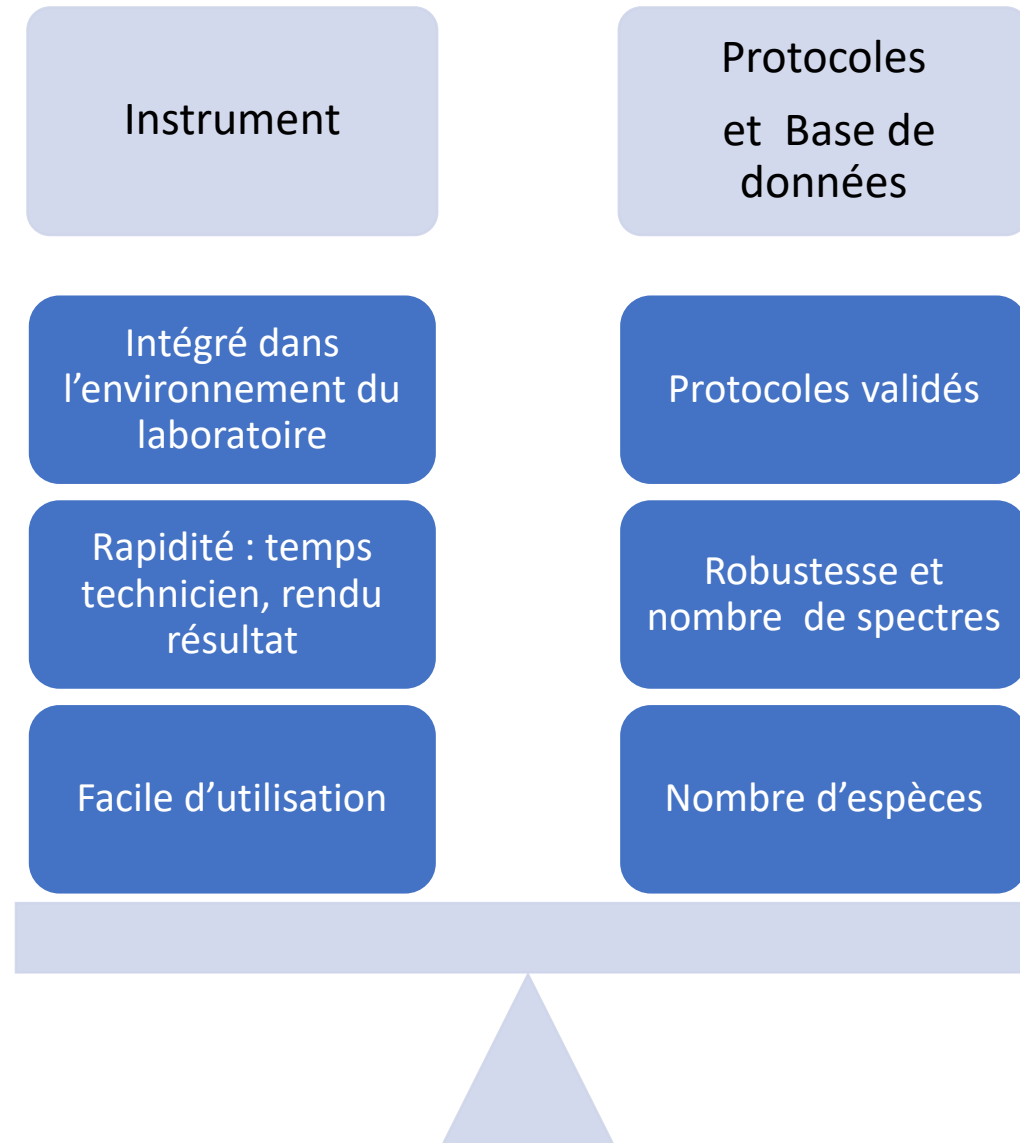 Instrument
Protocoles
et Base de
données
Intégré dans
l’environnement du
laboratoire
Protocoles validés
Rapidité : temps
technicien, rendu
résultat
Robustesse et
nombre de spectres
Facile d’utilisation
Nombre d’espèces